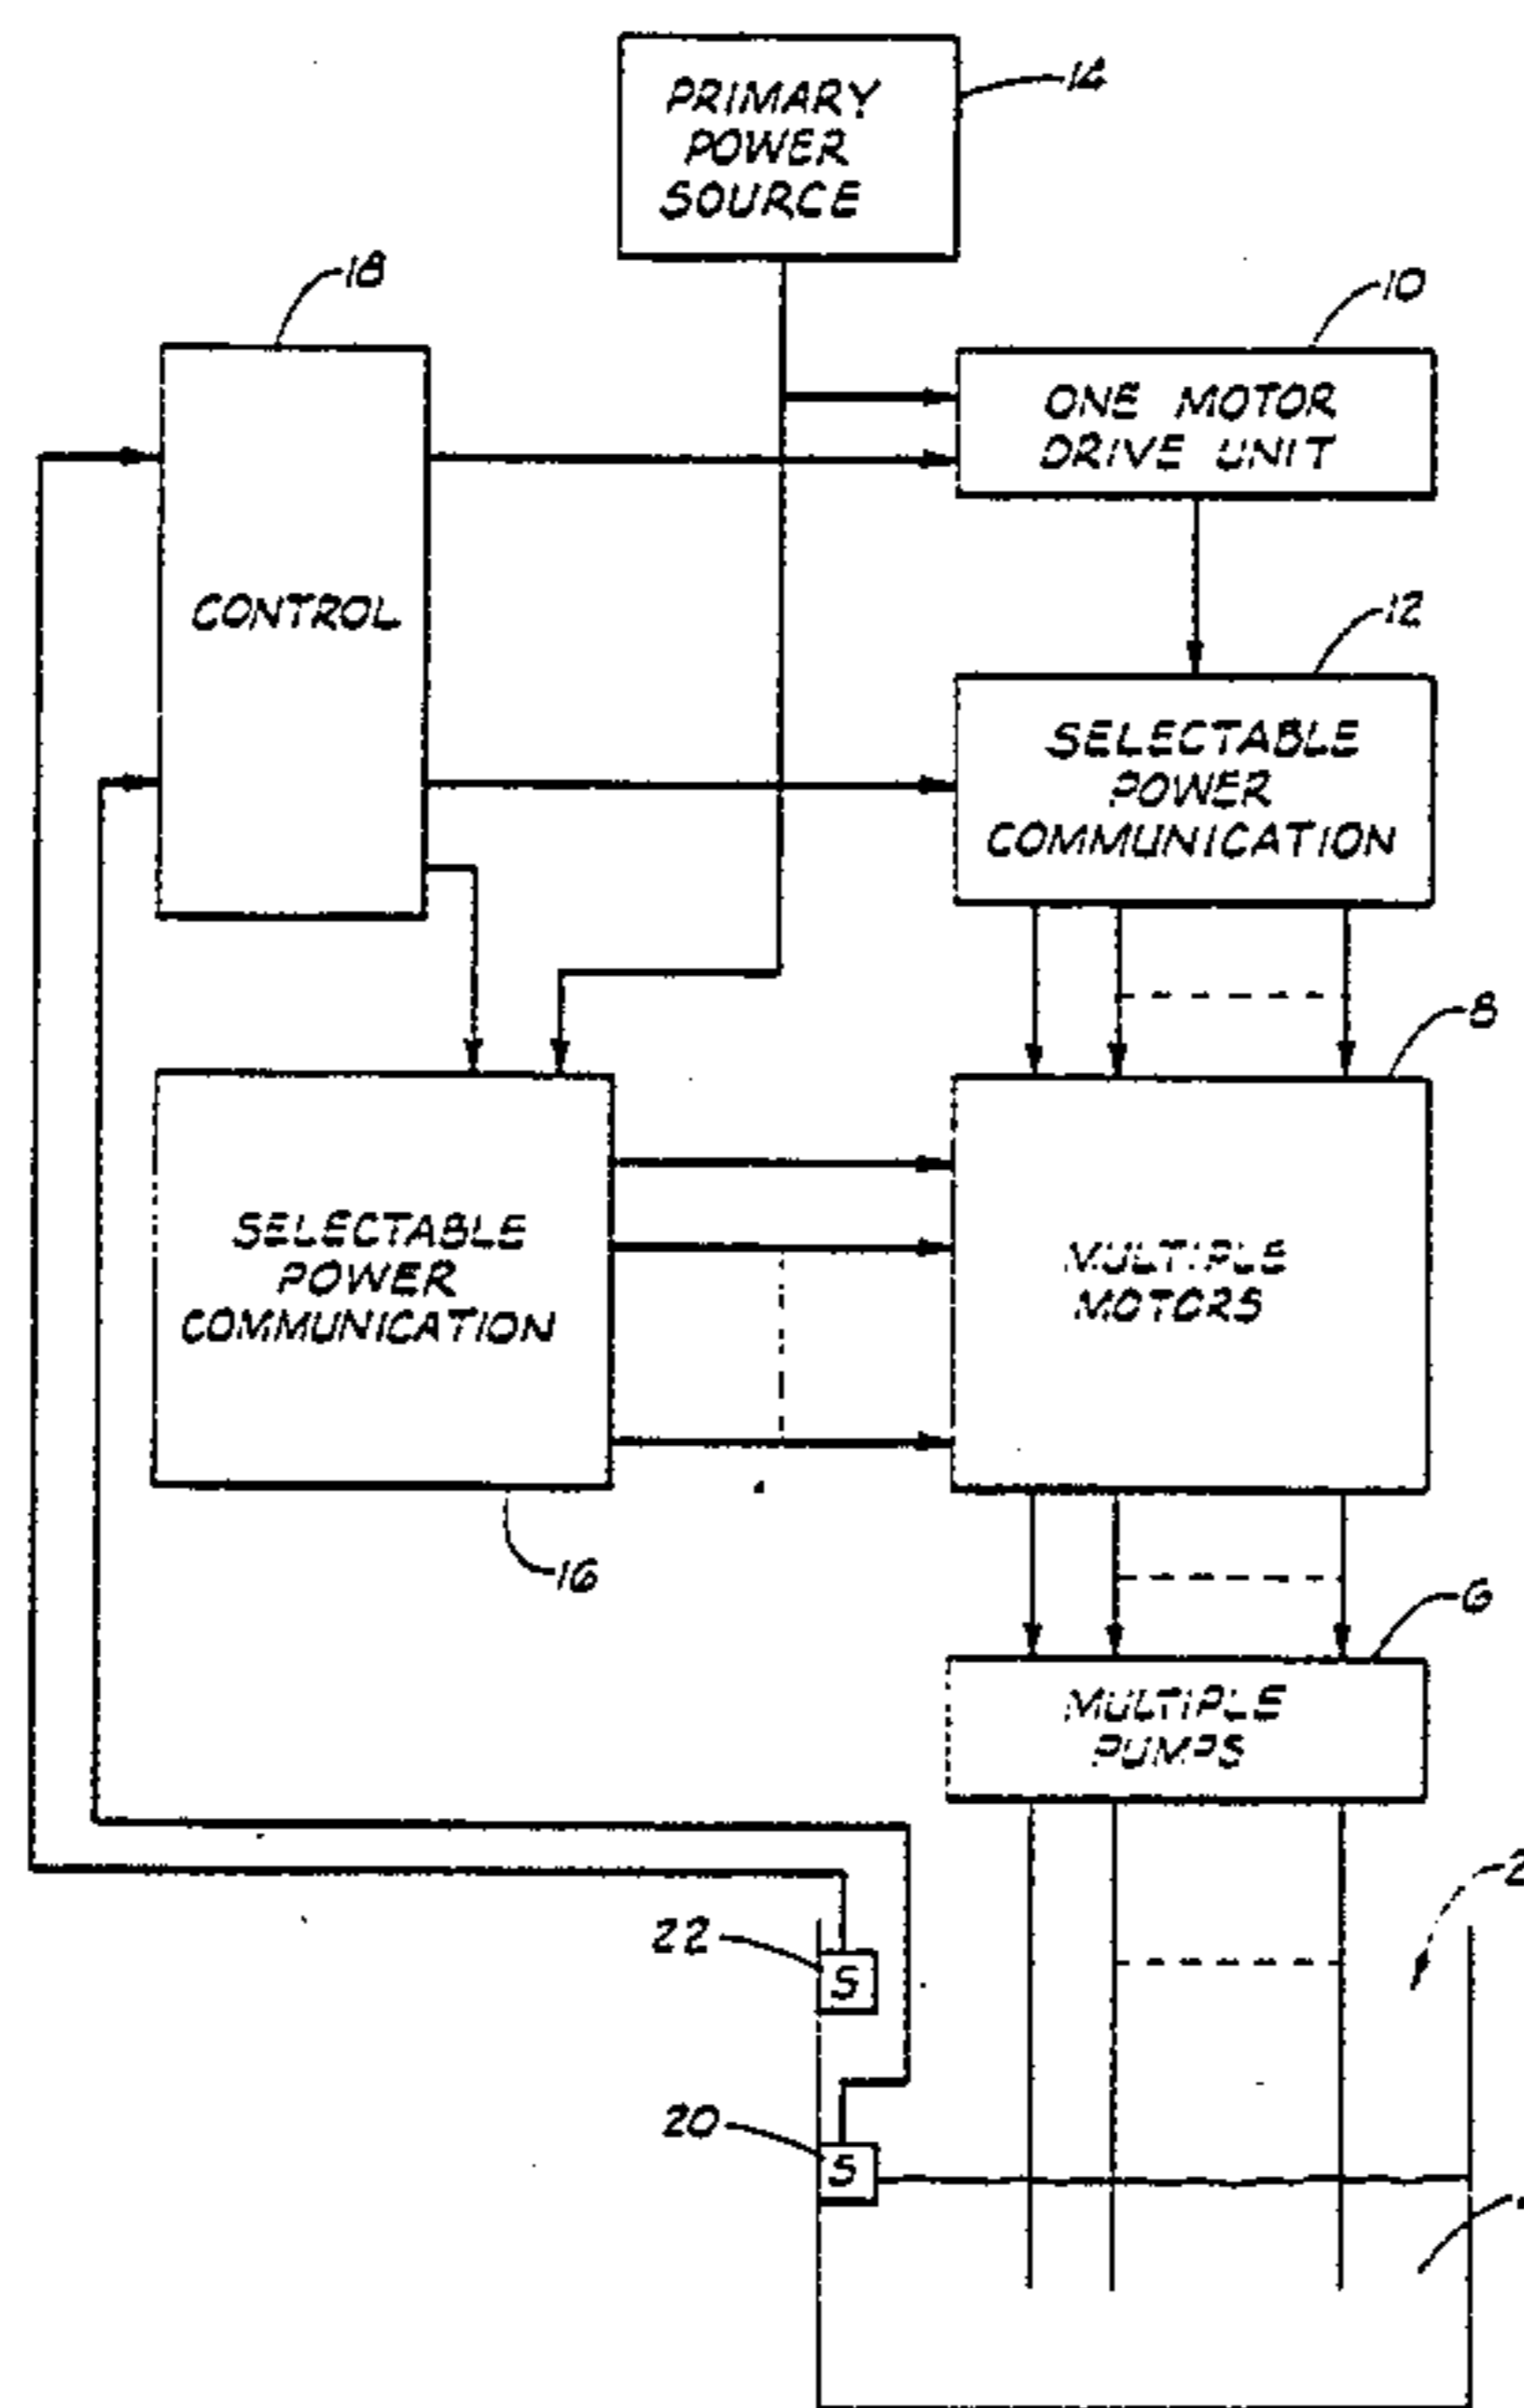 PRIMARY
POWER
SOURCE
18
10
ONE MOTOR
DRIVE UNIT
CONTROL
12
SELECTABLE
POWER
COMMUNICATION
8
SELECTABLE
POWER
COMMUNICATION
MULTIPLE
MOTORS
16
6
MULTIPLE
PUMPS
2
22
S
20
S